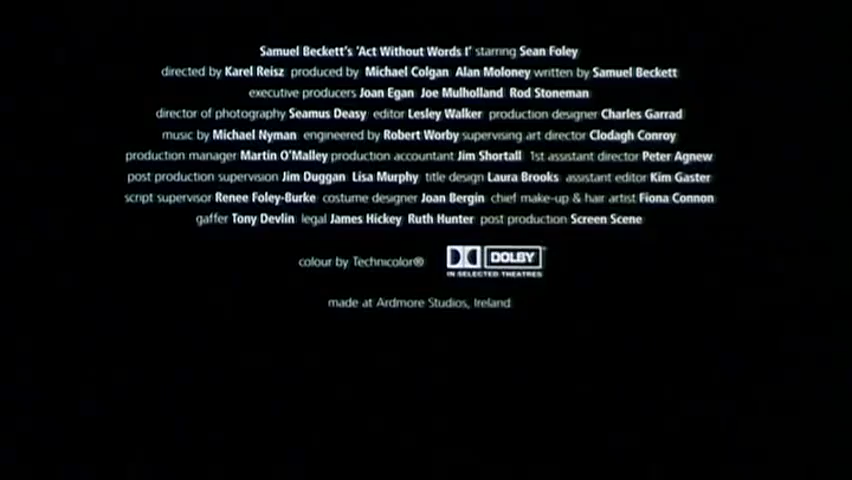 Samuel Beckett's 'Act Without Words I' starring Sean Foley
directed by Karel Reisz produced by Michael Colgan Alan Moloney written by Samuel Beckett
executive producers Joan Egan Joe Mulholland Rod Stoneman
director of photography Seamus Deasy editor Lesley Walker production designer Charles Garrad
music by Michael Nyman engineered by Robert Worby supervising art director Clodagh Conroy
production manager Martin O'Malley production accountant Jim Shortall 1st assistant director Peter Agnew
post production supervision Jim Duggan Lisa Murphy title design Laura Brooks assistant editor Kim Gaster
script supervisor Renee Foley-Burke costume designer Joan Bergin chief make-up & hair artist Fiona Connon
gaffer Tony Devlin legal James Hickey Ruth Hunter post production Screen Scene
colour by Technicolor® DOLBY
IN SELECTED THEATRES
made at Ardmore Studios, Ireland